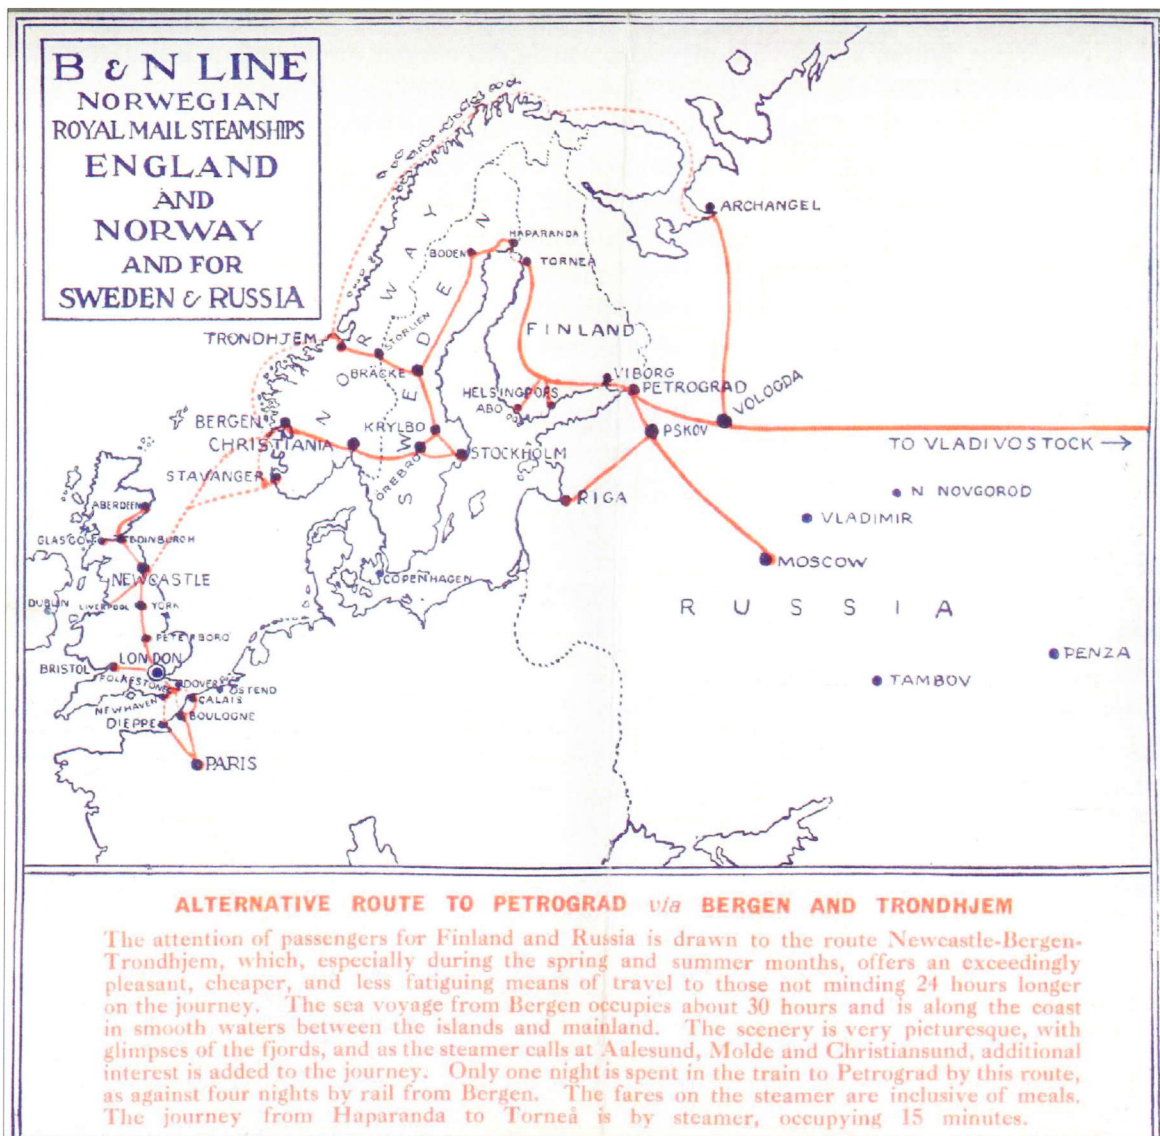 B & N LINE
NORWEGIAN
ROYAL MAIL STEAMSHIPS
ENGLAND
AND
NORWAY
AND FOR
SWEDEN & RUSSIA
ARCHANGEL
HAPARANDA
BODEN
TORNEA
NORWAY
SWEDEN
FINLAND
TRONDHJEM
STORLIEN
BRÄCKE
VIBORG
HELSINGFORS
PETROGRAD
ABO
VOLOGDA
BERGEN
KRYLBO
PSKOV
CHRISTIANIA
STOCKHOLM
TO VLADIVOSTOCK →
STAVANGER
ÖREBRO
RIGA
N NOVGOROD
ABERDEEN
VLADIMIR
GLASGOW
EDINBURGH
MOSCOW
NEWCASTLE
COPENHAGEN
DUBLIN
LIVERPOOL
YORK
RUSSIA
PETERBORO
LONDON
PENZA
BRISTOL
FOLKESTONE
DOVER
OSTEND
TAMBOV
NEWHAVEN
CALAIS
DIEPPE
BOULOGNE
PARIS
ALTERNATIVE ROUTE TO PETROGRAD via BERGEN AND TRONDHJEM
The attention of passengers for Finland and Russia is drawn to the route Newcastle-Bergen-
Trondhjem, which, especially during the spring and summer months, offers an exceedingly
pleasant, cheaper, and less fatiguing means of travel to those not minding 24 hours longer
on the journey. The sea voyage from Bergen occupies about 30 hours and is along the coast
in smooth waters between the islands and mainland. The scenery is very picturesque, with
glimpses of the fjords, and as the steamer calls at Aalesund, Molde and Christiansund, additional
interest is added to the journey. Only one night is spent in the train to Petrograd by this route,
as against four nights by rail from Bergen. The fares on the steamer are inclusive of meals.
The journey from Haparanda to Torneå is by steamer, occupying 15 minutes.